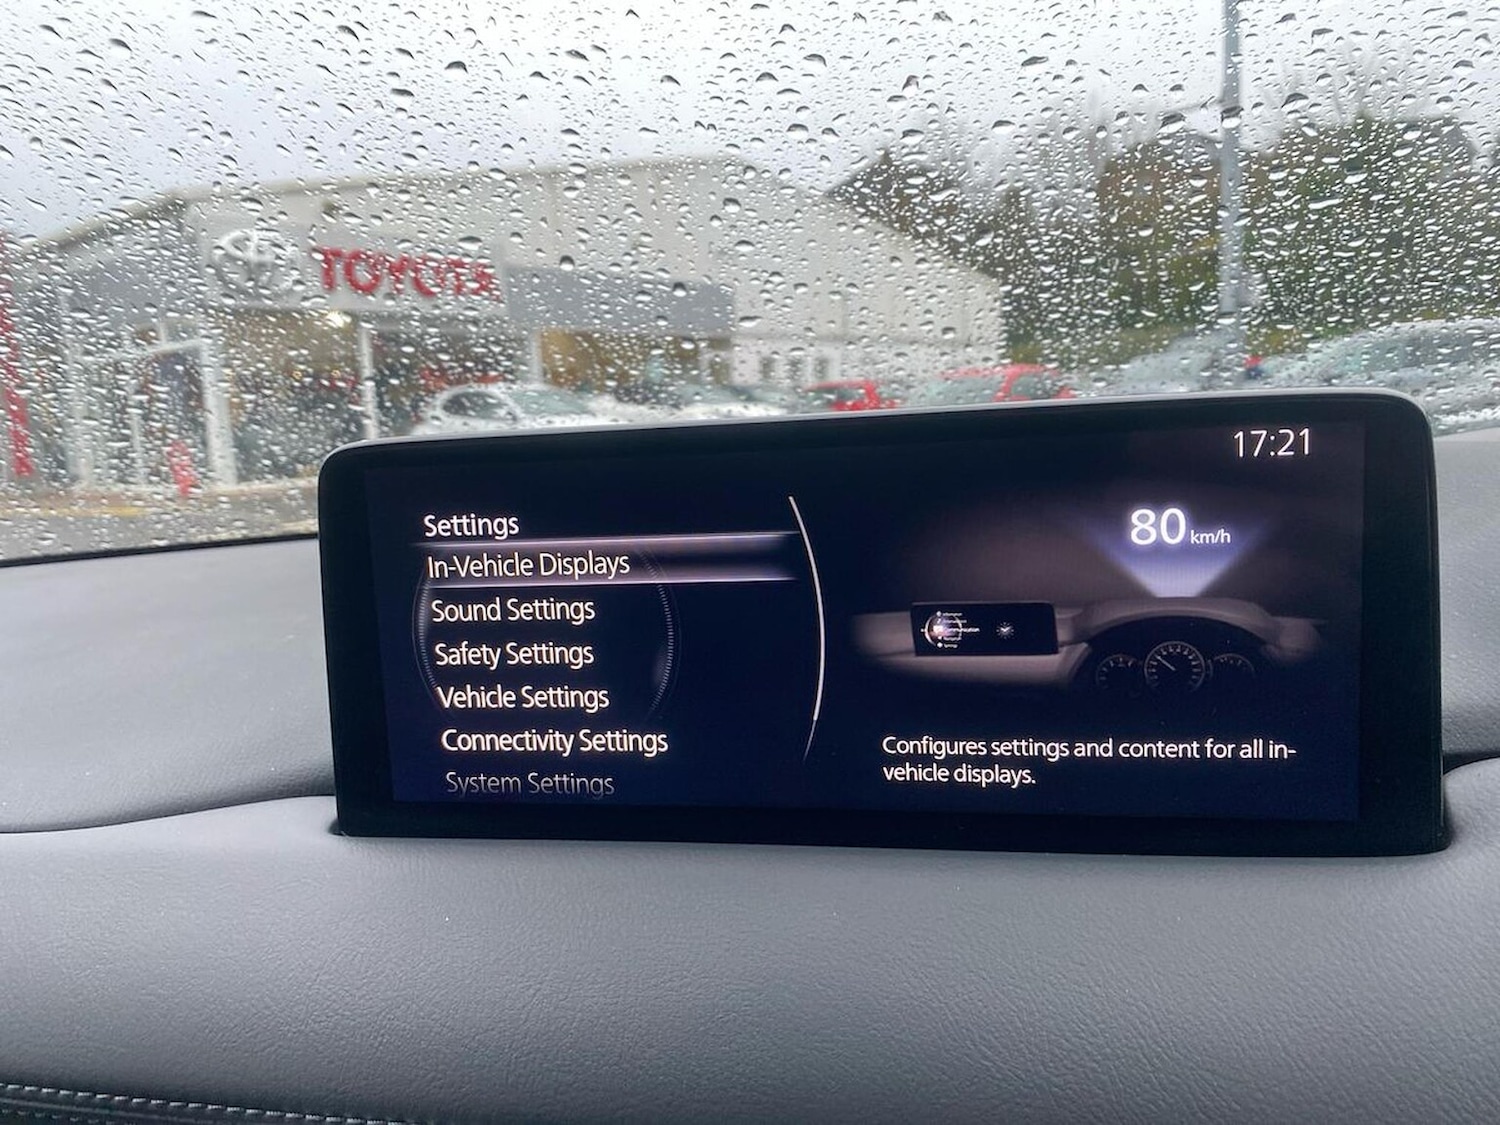 TOYOTA
17:21
Settings
In-Vehicle Displays
Sound Settings
Safety Settings
Vehicle Settings
Connectivity Settings
System Settings
80 km/h
Communication
Configures settings and content for all in-
vehicle displays.